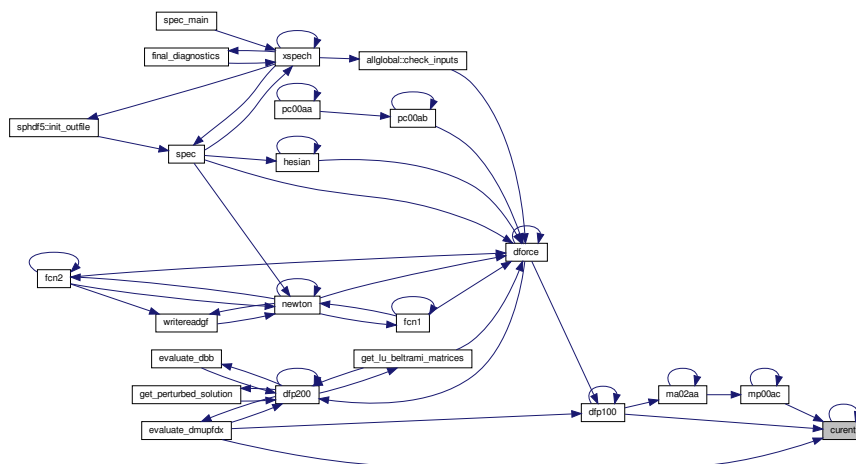 spec_main
final_diagnostics
xspech
allglobal::check_inputs
pc00aa
pc00ab
sphdf5::init_outfile
spec
hesian
dforce
fcn2
newton
writereadgf
fcn1
evaluate_dbb
get_lu_beltrami_matrices
get_perturbed_solution
dfp200
ma02aa
mp00ac
dfp100
evaluate_dmupfdx
curent